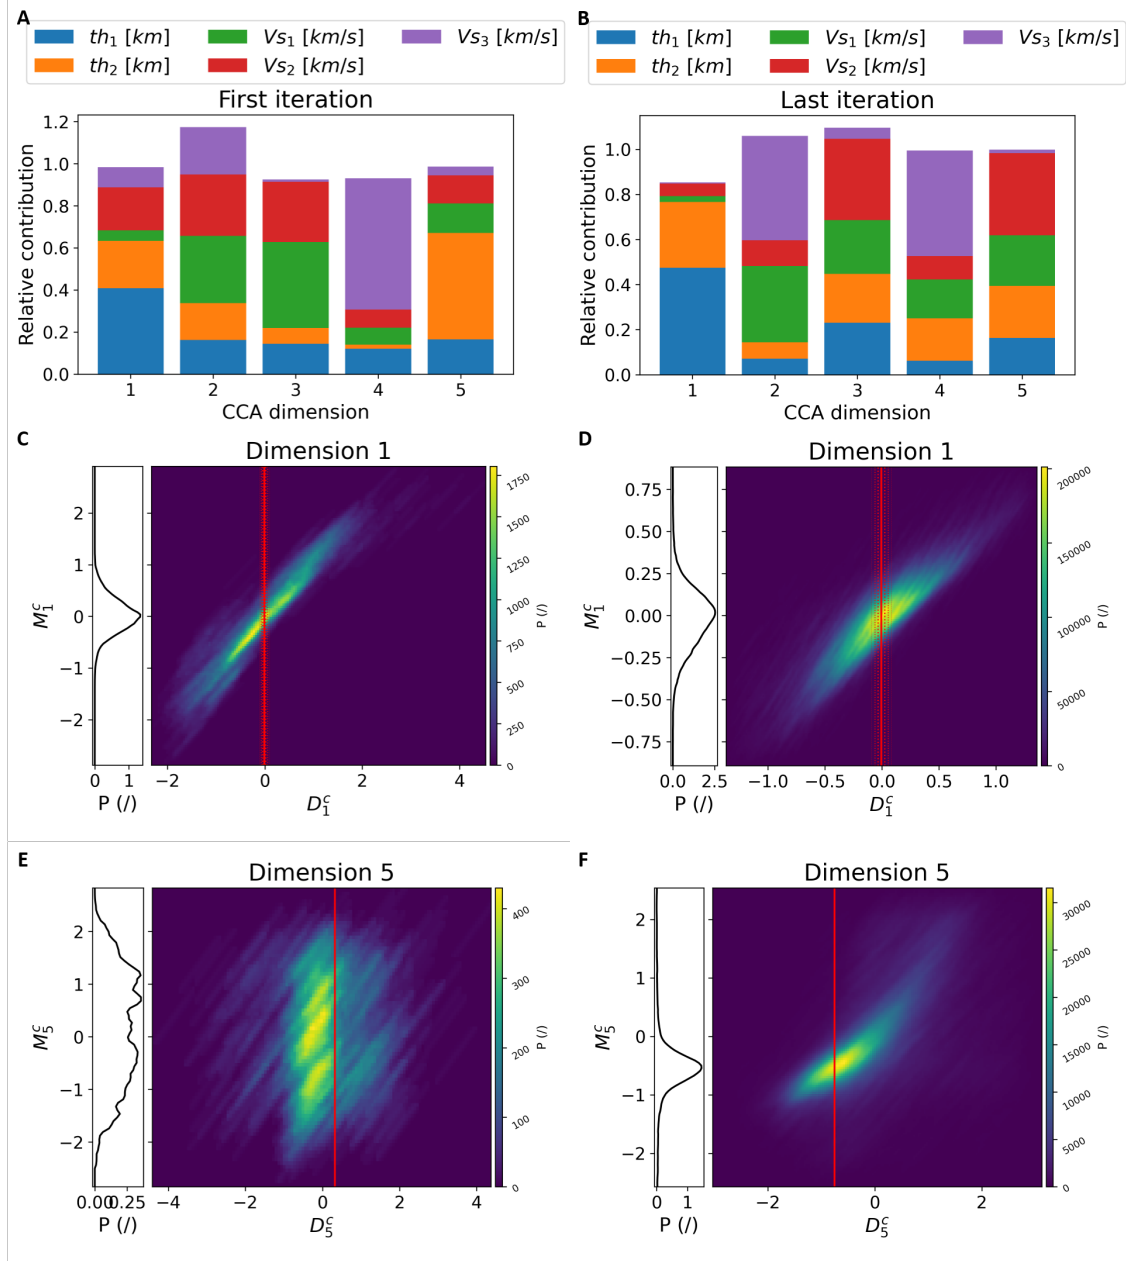 A
th₁ [km] Vs₁ [km/s] Vs₃ [km/s]
th₂ [km] Vs₂ [km/s]
First iteration
Relative contribution
1.2
1.0
0.8
0.6
0.4
0.2
0.0
1 2 3 4 5
CCA dimension
B
th₁ [km] Vs₁ [km/s] Vs₃ [km/s]
th₂ [km] Vs₂ [km/s]
Last iteration
Relative contribution
1.0
0.8
0.6
0.4
0.2
0.0
1 2 3 4 5
CCA dimension
C
Dimension 1
M₁ᶜ
2
1
0
−1
−2
0 1
P (/)
−2 0 2 4
D₁ᶜ
1750
1500
1250
1000
750
500
250
0
P (/)
D
Dimension 1
M₁ᶜ
0.75
0.50
0.25
0.00
−0.25
−0.50
−0.75
0.0 2.5
P (/)
−1.0 −0.5 0.0 0.5 1.0
D₁ᶜ
200000
150000
100000
50000
0
P (/)
E
Dimension 5
M₅ᶜ
2
1
0
−1
−2
0.00 0.25
P (/)
−4 −2 0 2 4
D₅ᶜ
400
300
200
100
0
P (/)
F
Dimension 5
M₅ᶜ
2
1
0
−1
−2
0 1
P (/)
−2 0 2
D₅ᶜ
30000
25000
20000
15000
10000
5000
0
P (/)